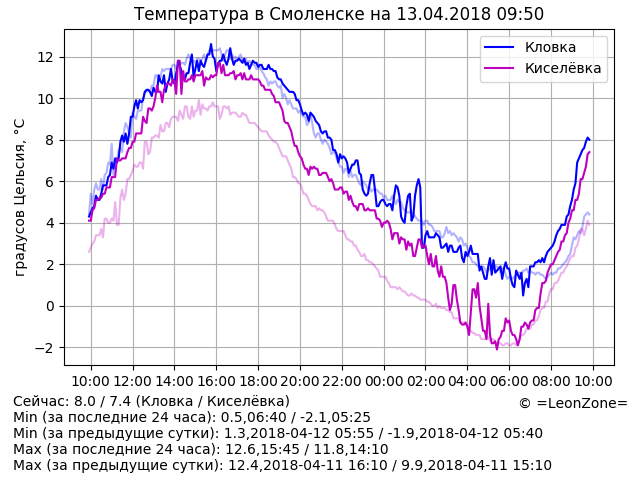 Температура в Смоленске на 13.04.2018 09:50
Кловка
Киселёвка
градусов Цельсия, °C
12
10
8
6
4
2
0
−2
10:00 12:00 14:00 16:00 18:00 20:00 22:00 00:00 02:00 04:00 06:00 08:00 10:00
Сейчас: 8.0 / 7.4 (Кловка / Киселёвка)
© =LeonZone=
Min (за последние 24 часа): 0.5,06:40 / -2.1,05:25
Min (за предыдущие сутки): 1.3,2018-04-12 05:55 / -1.9,2018-04-12 05:40
Max (за последние 24 часа): 12.6,15:45 / 11.8,14:10
Max (за предыдущие сутки): 12.4,2018-04-11 16:10 / 9.9,2018-04-11 15:10